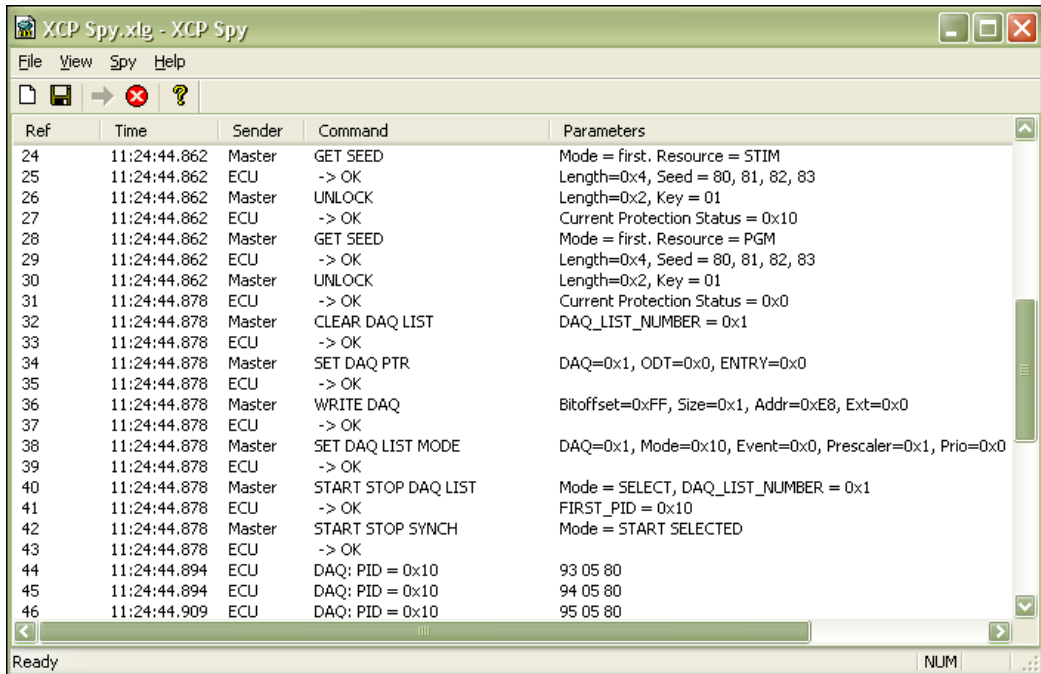 XCP Spy.xlg - XCP Spy
File View Spy Help
Ref Time Sender Command Parameters
24 11:24:44.862 Master GET SEED Mode = first. Resource = STIM
25 11:24:44.862 ECU -> OK Length=0x4, Seed = 80, 81, 82, 83
26 11:24:44.862 Master UNLOCK Length=0x2, Key = 01
27 11:24:44.862 ECU -> OK Current Protection Status = 0x10
28 11:24:44.862 Master GET SEED Mode = first. Resource = PGM
29 11:24:44.862 ECU -> OK Length=0x4, Seed = 80, 81, 82, 83
30 11:24:44.862 Master UNLOCK Length=0x2, Key = 01
31 11:24:44.878 ECU -> OK Current Protection Status = 0x0
32 11:24:44.878 Master CLEAR DAQ LIST DAQ_LIST_NUMBER = 0x1
33 11:24:44.878 ECU -> OK
34 11:24:44.878 Master SET DAQ PTR DAQ=0x1, ODT=0x0, ENTRY=0x0
35 11:24:44.878 ECU -> OK
36 11:24:44.878 Master WRITE DAQ Bitoffset=0xFF, Size=0x1, Addr=0xE8, Ext=0x0
37 11:24:44.878 ECU -> OK
38 11:24:44.878 Master SET DAQ LIST MODE DAQ=0x1, Mode=0x10, Event=0x0, Prescaler=0x1, Prio=0x0
39 11:24:44.878 ECU -> OK
40 11:24:44.878 Master START STOP DAQ LIST Mode = SELECT, DAQ_LIST_NUMBER = 0x1
41 11:24:44.878 ECU -> OK FIRST_PID = 0x10
42 11:24:44.878 Master START STOP SYNCH Mode = START SELECTED
43 11:24:44.878 ECU -> OK
44 11:24:44.894 ECU DAQ: PID = 0x10 93 05 80
45 11:24:44.894 ECU DAQ: PID = 0x10 94 05 80
46 11:24:44.909 ECU DAQ: PID = 0x10 95 05 80
Ready NUM